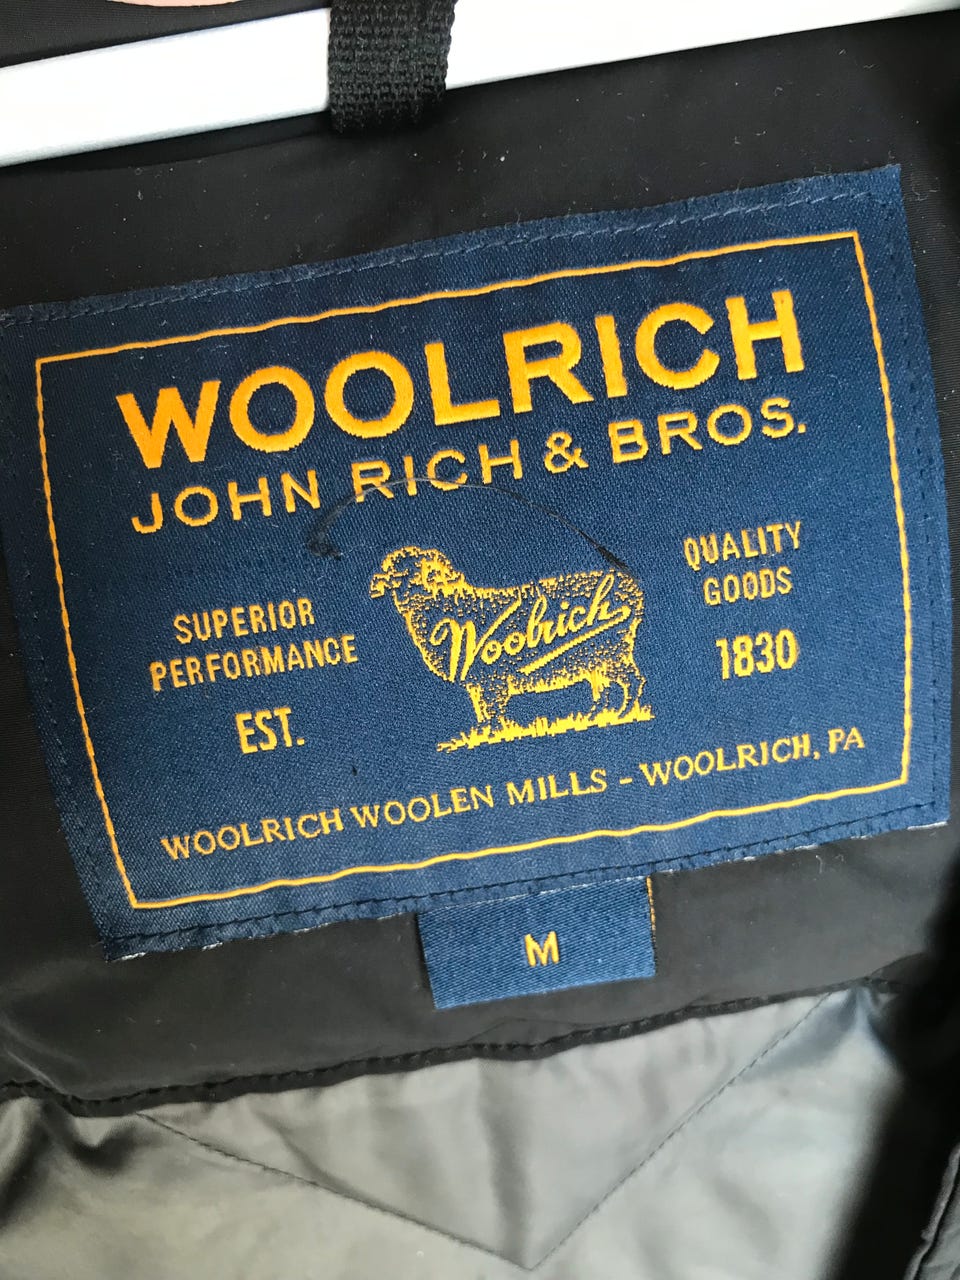 WOOLRICH
JOHN RICH & BROS.
SUPERIOR
PERFORMANCE
EST.
Woolrich
QUALITY
GOODS
1830
WOOLRICH WOOLEN MILLS - WOOLRICH, PA
M